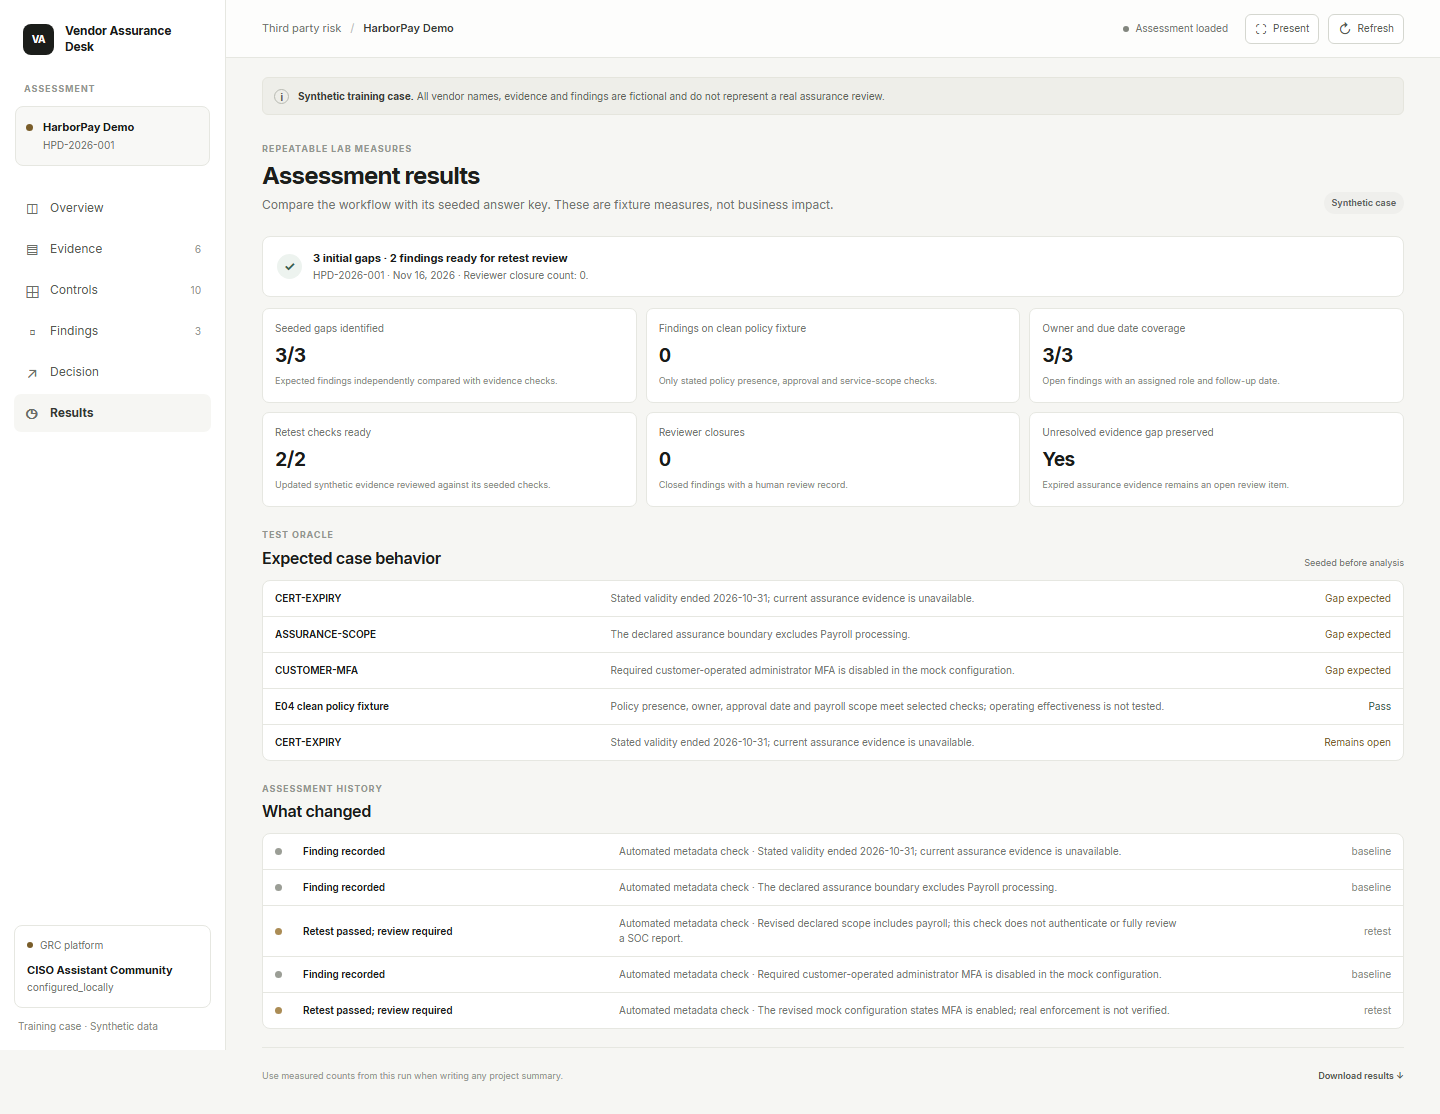 VA
Vendor Assurance
Desk
ASSESSMENT
HarborPay Demo
HPD-2026-001
Overview
Evidence 6
Controls 10
Findings 3
Decision
Results
GRC platform
CISO Assistant Community
configured_locally
Training case · Synthetic data
Third party risk / HarborPay Demo
Assessment loaded
Present
Refresh
Synthetic training case. All vendor names, evidence and findings are fictional and do not represent a real assurance review.
REPEATABLE LAB MEASURES
Assessment results
Compare the workflow with its seeded answer key. These are fixture measures, not business impact.
Synthetic case
3 initial gaps · 2 findings ready for retest review
HPD-2026-001 · Nov 16, 2026 · Reviewer closure count: 0.
Seeded gaps identified
3/3
Expected findings independently compared with evidence checks.
Findings on clean policy fixture
0
Only stated policy presence, approval and service-scope checks.
Owner and due date coverage
3/3
Open findings with an assigned role and follow-up date.
Retest checks ready
2/2
Updated synthetic evidence reviewed against its seeded checks.
Reviewer closures
0
Closed findings with a human review record.
Unresolved evidence gap preserved
Yes
Expired assurance evidence remains an open review item.
TEST ORACLE
Expected case behavior
Seeded before analysis
CERT-EXPIRY Stated validity ended 2026-10-31; current assurance evidence is unavailable. Gap expected
ASSURANCE-SCOPE The declared assurance boundary excludes Payroll processing. Gap expected
CUSTOMER-MFA Required customer-operated administrator MFA is disabled in the mock configuration. Gap expected
E04 clean policy fixture Policy presence, owner, approval date and payroll scope meet selected checks; operating effectiveness is not tested. Pass
CERT-EXPIRY Stated validity ended 2026-10-31; current assurance evidence is unavailable. Remains open
ASSESSMENT HISTORY
What changed
Finding recorded Automated metadata check · Stated validity ended 2026-10-31; current assurance evidence is unavailable. baseline
Finding recorded Automated metadata check · The declared assurance boundary excludes Payroll processing. baseline
Retest passed; review required Automated metadata check · Revised declared scope includes payroll; this check does not authenticate or fully review
a SOC report. retest
Finding recorded Automated metadata check · Required customer-operated administrator MFA is disabled in the mock configuration. baseline
Retest passed; review required Automated metadata check · The revised mock configuration states MFA is enabled; real enforcement is not verified. retest
Use measured counts from this run when writing any project summary.
Download results ↓